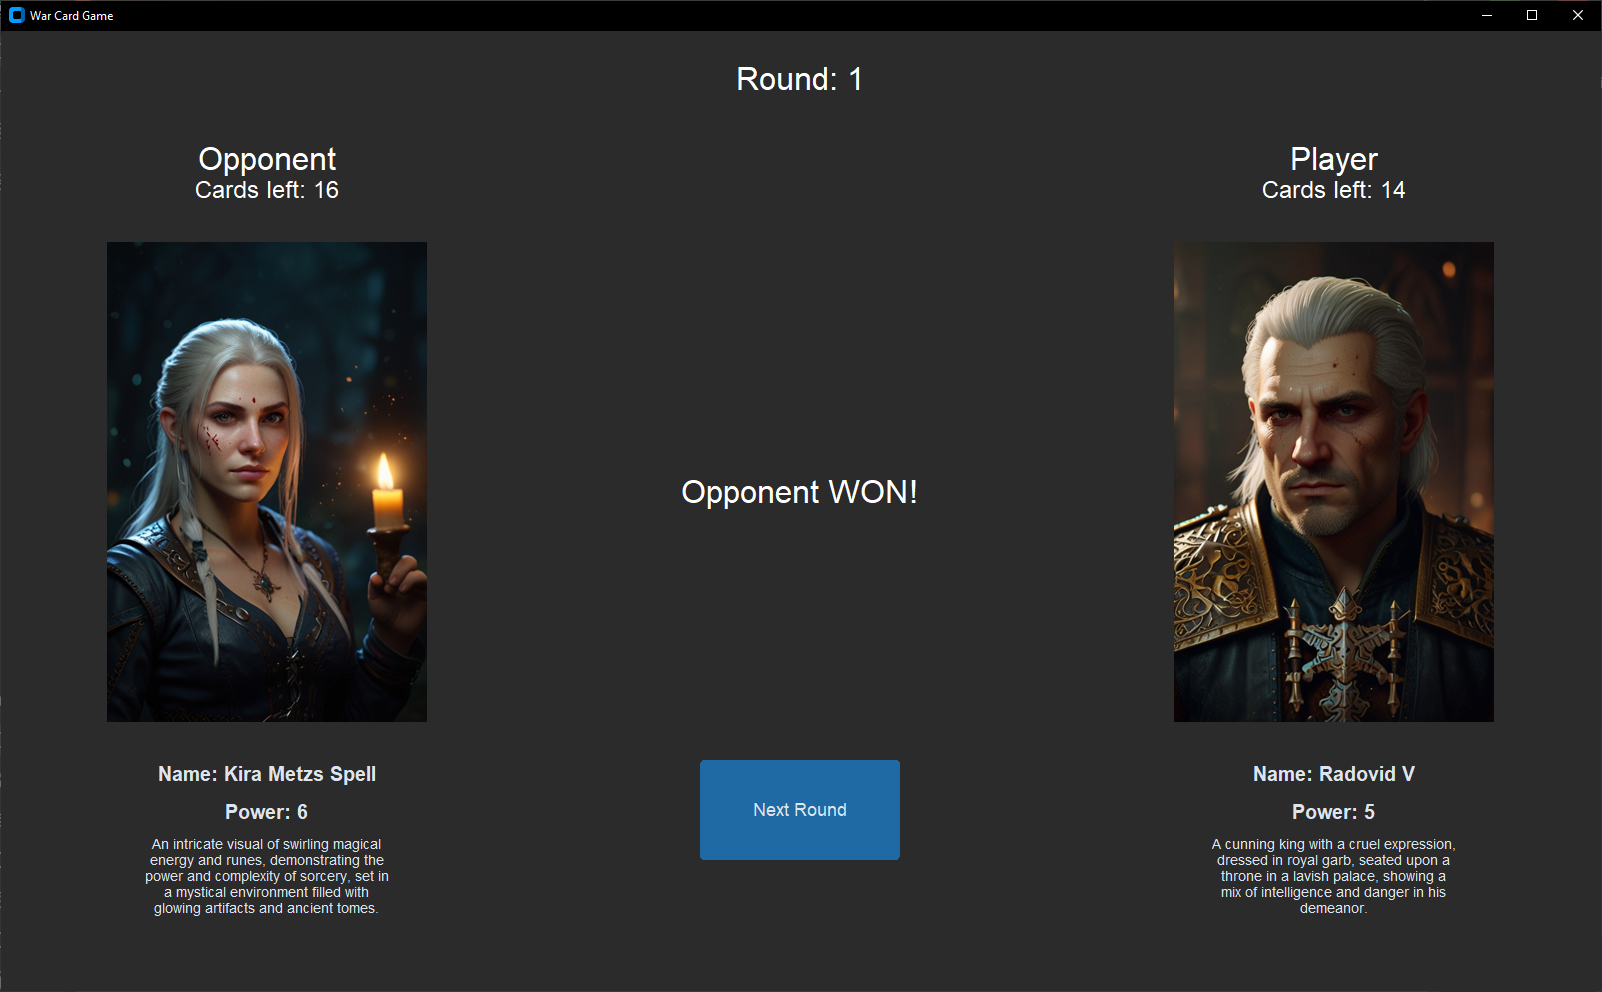 War Card Game
Round: 1
Opponent
Cards left: 16
Player
Cards left: 14
Opponent WON!
Name: Kira Metzs Spell
Power: 6
An intricate visual of swirling magical
energy and runes, demonstrating the
power and complexity of sorcery, set in
a mystical environment filled with
glowing artifacts and ancient tomes.
Next Round
Name: Radovid V
Power: 5
A cunning king with a cruel expression,
dressed in royal garb, seated upon a
throne in a lavish palace, showing a
mix of intelligence and danger in his
demeanor.